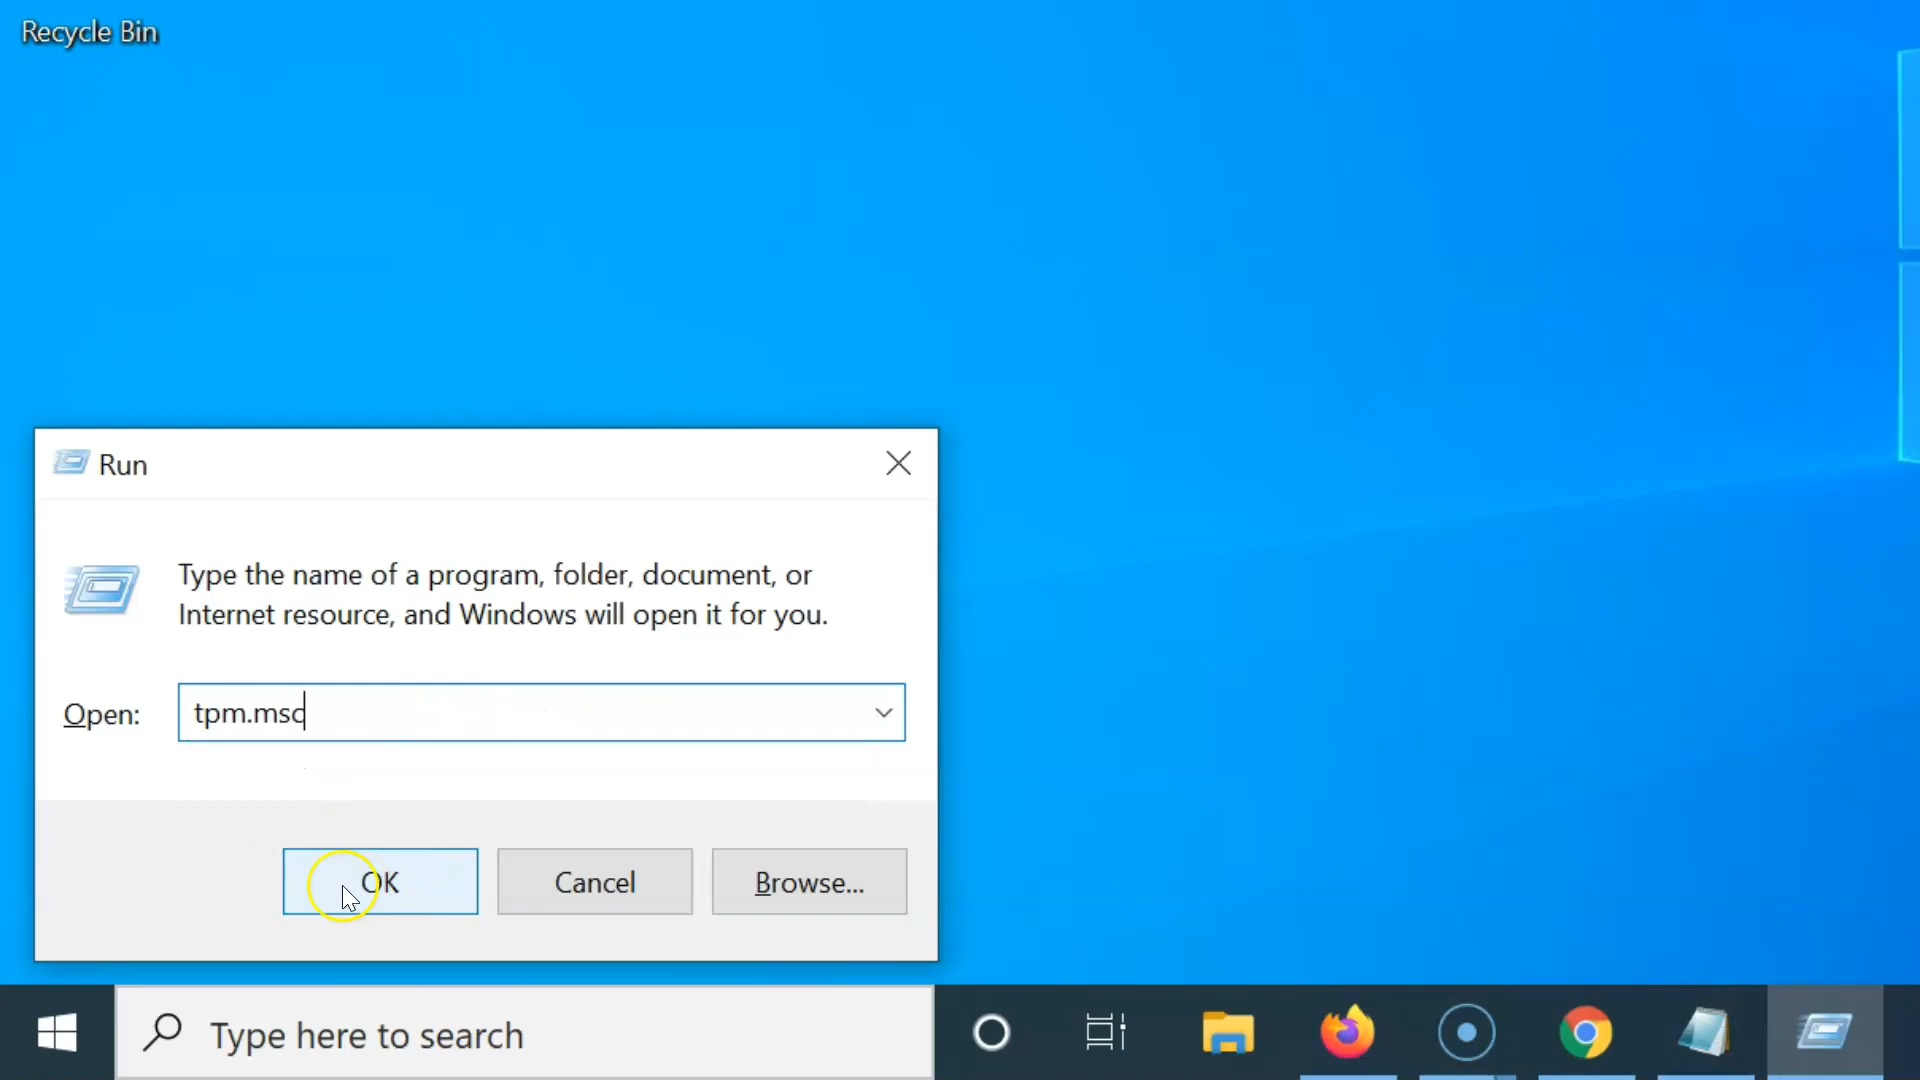 Recycle Bin
Run
Type the name of a program, folder, document, or
Internet resource, and Windows will open it for you.
Open:
tpm.msc
OK
Cancel
Browse...
Type here to search